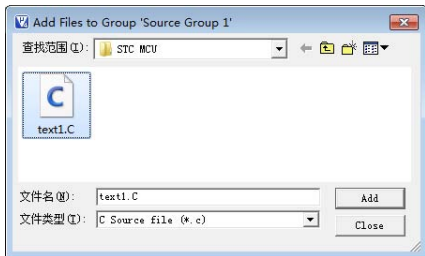 Add Files to Group 'Source Group 1'
查找范围(I): STC MCU
C
text1.C
文件名(N): text1.C Add
文件类型(T): C Source file (*.c) Close